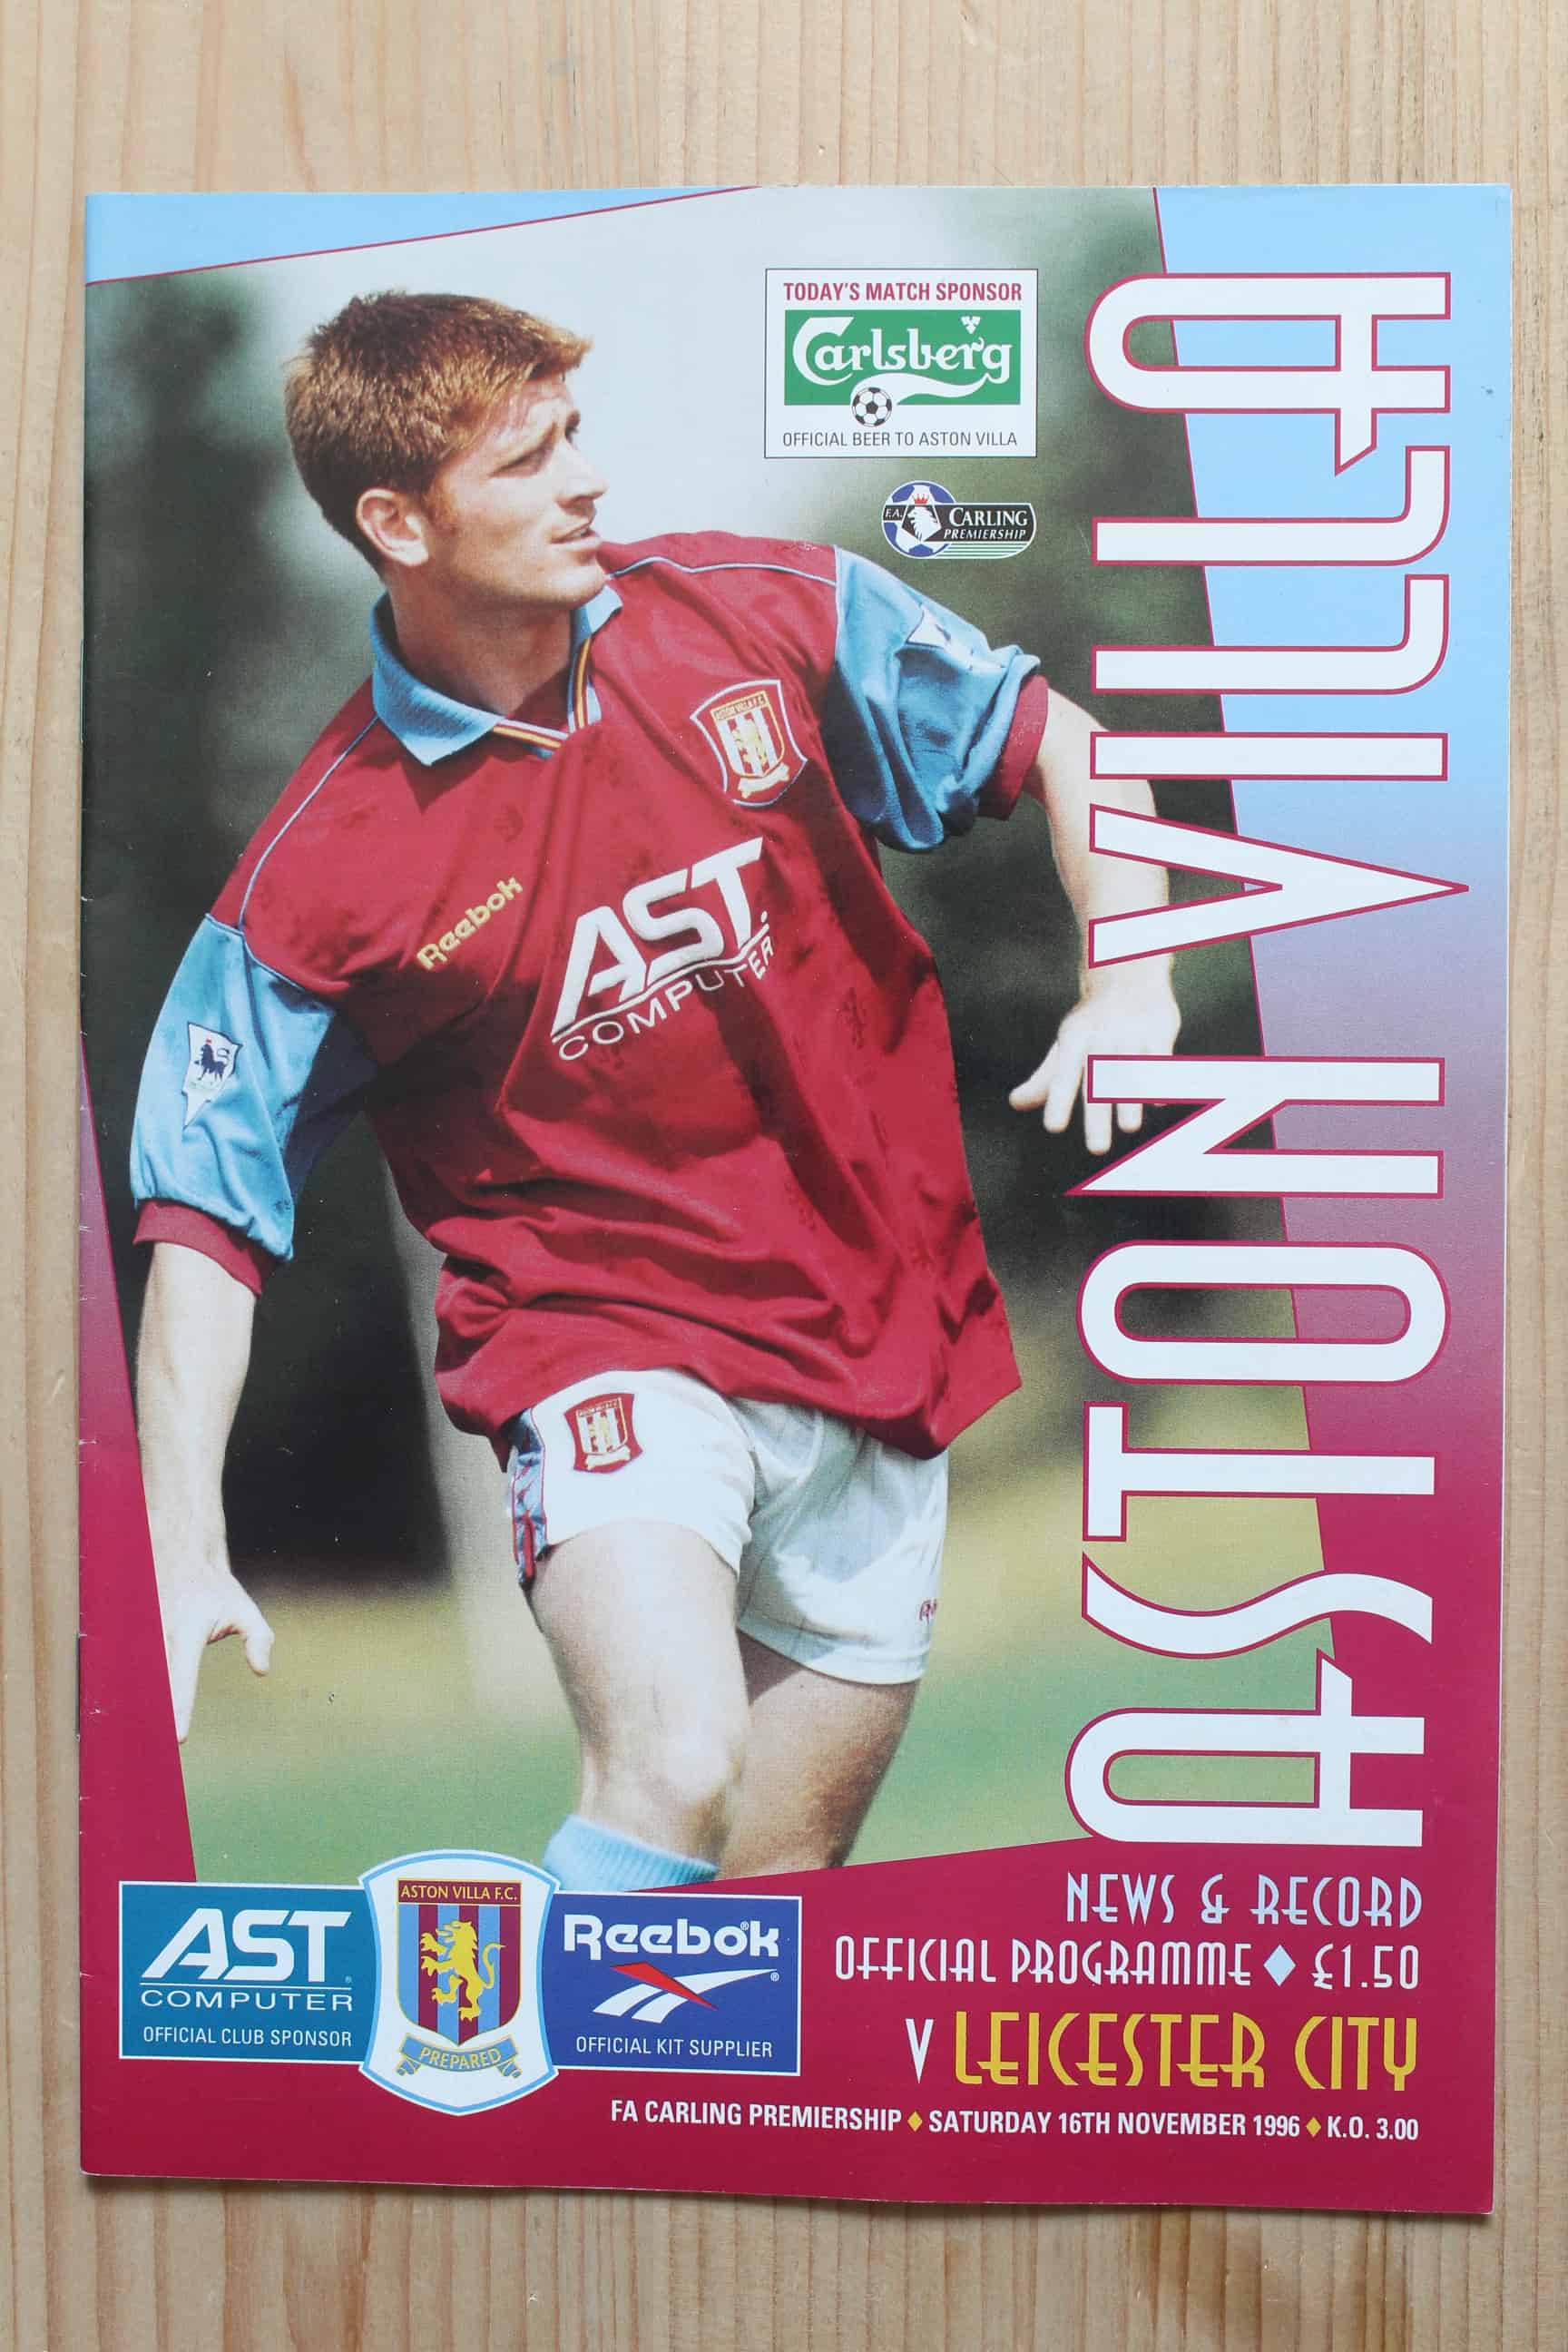 TODAY'S MATCH SPONSOR
Carlsberg
OFFICIAL BEER TO ASTON VILLA
F.A. CARLING
PREMIERSHIP
ASTON VILLA
ASTON VILLA F.C.
Reebok
AST
COMPUTER
NEWS & RECORD
OFFICIAL PROGRAMME ♦ £1.50
V LEICESTER CITY
FA CARLING PREMIERSHIP ♦ SATURDAY 16TH NOVEMBER 1996 ♦ K.O. 3.00
AST
COMPUTER
OFFICIAL CLUB SPONSOR
ASTON VILLA F.C.
PREPARED
Reebok
OFFICIAL KIT SUPPLIER